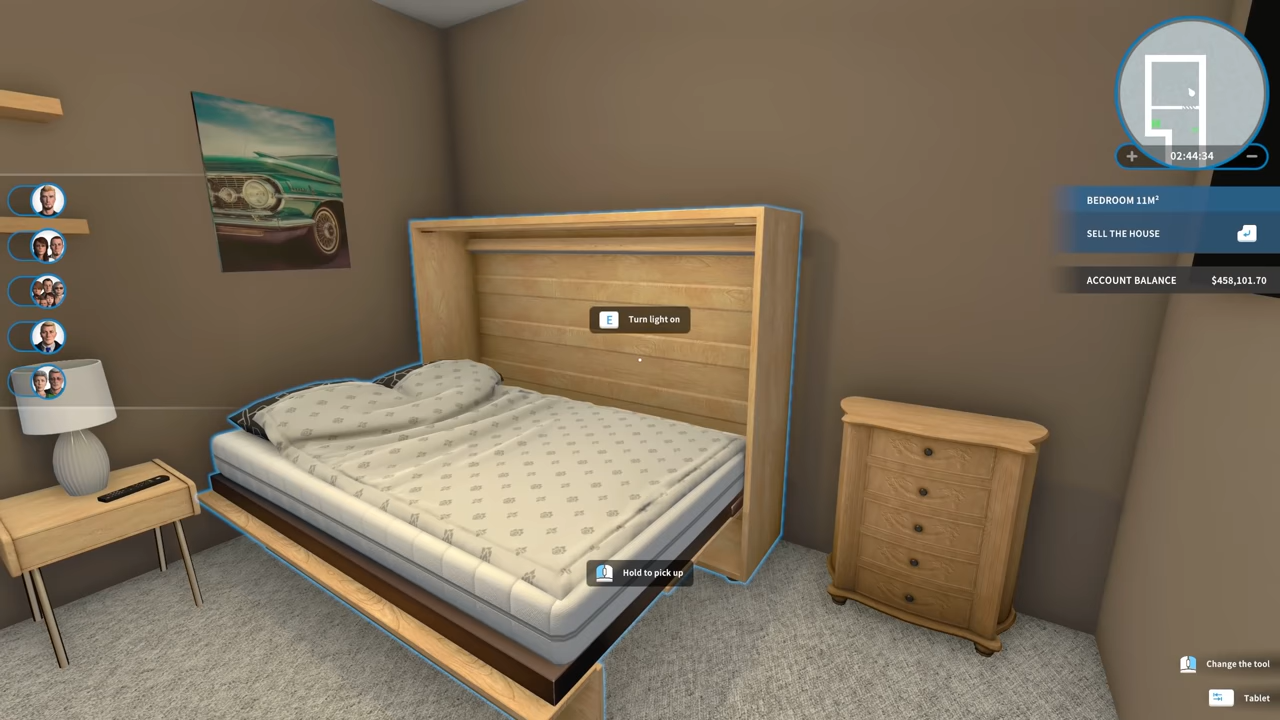 02:44:34
BEDROOM 11M²
SELL THE HOUSE
ACCOUNT BALANCE $458,101.70
E Turn light on
Hold to pick up
Change the tool
Tablet